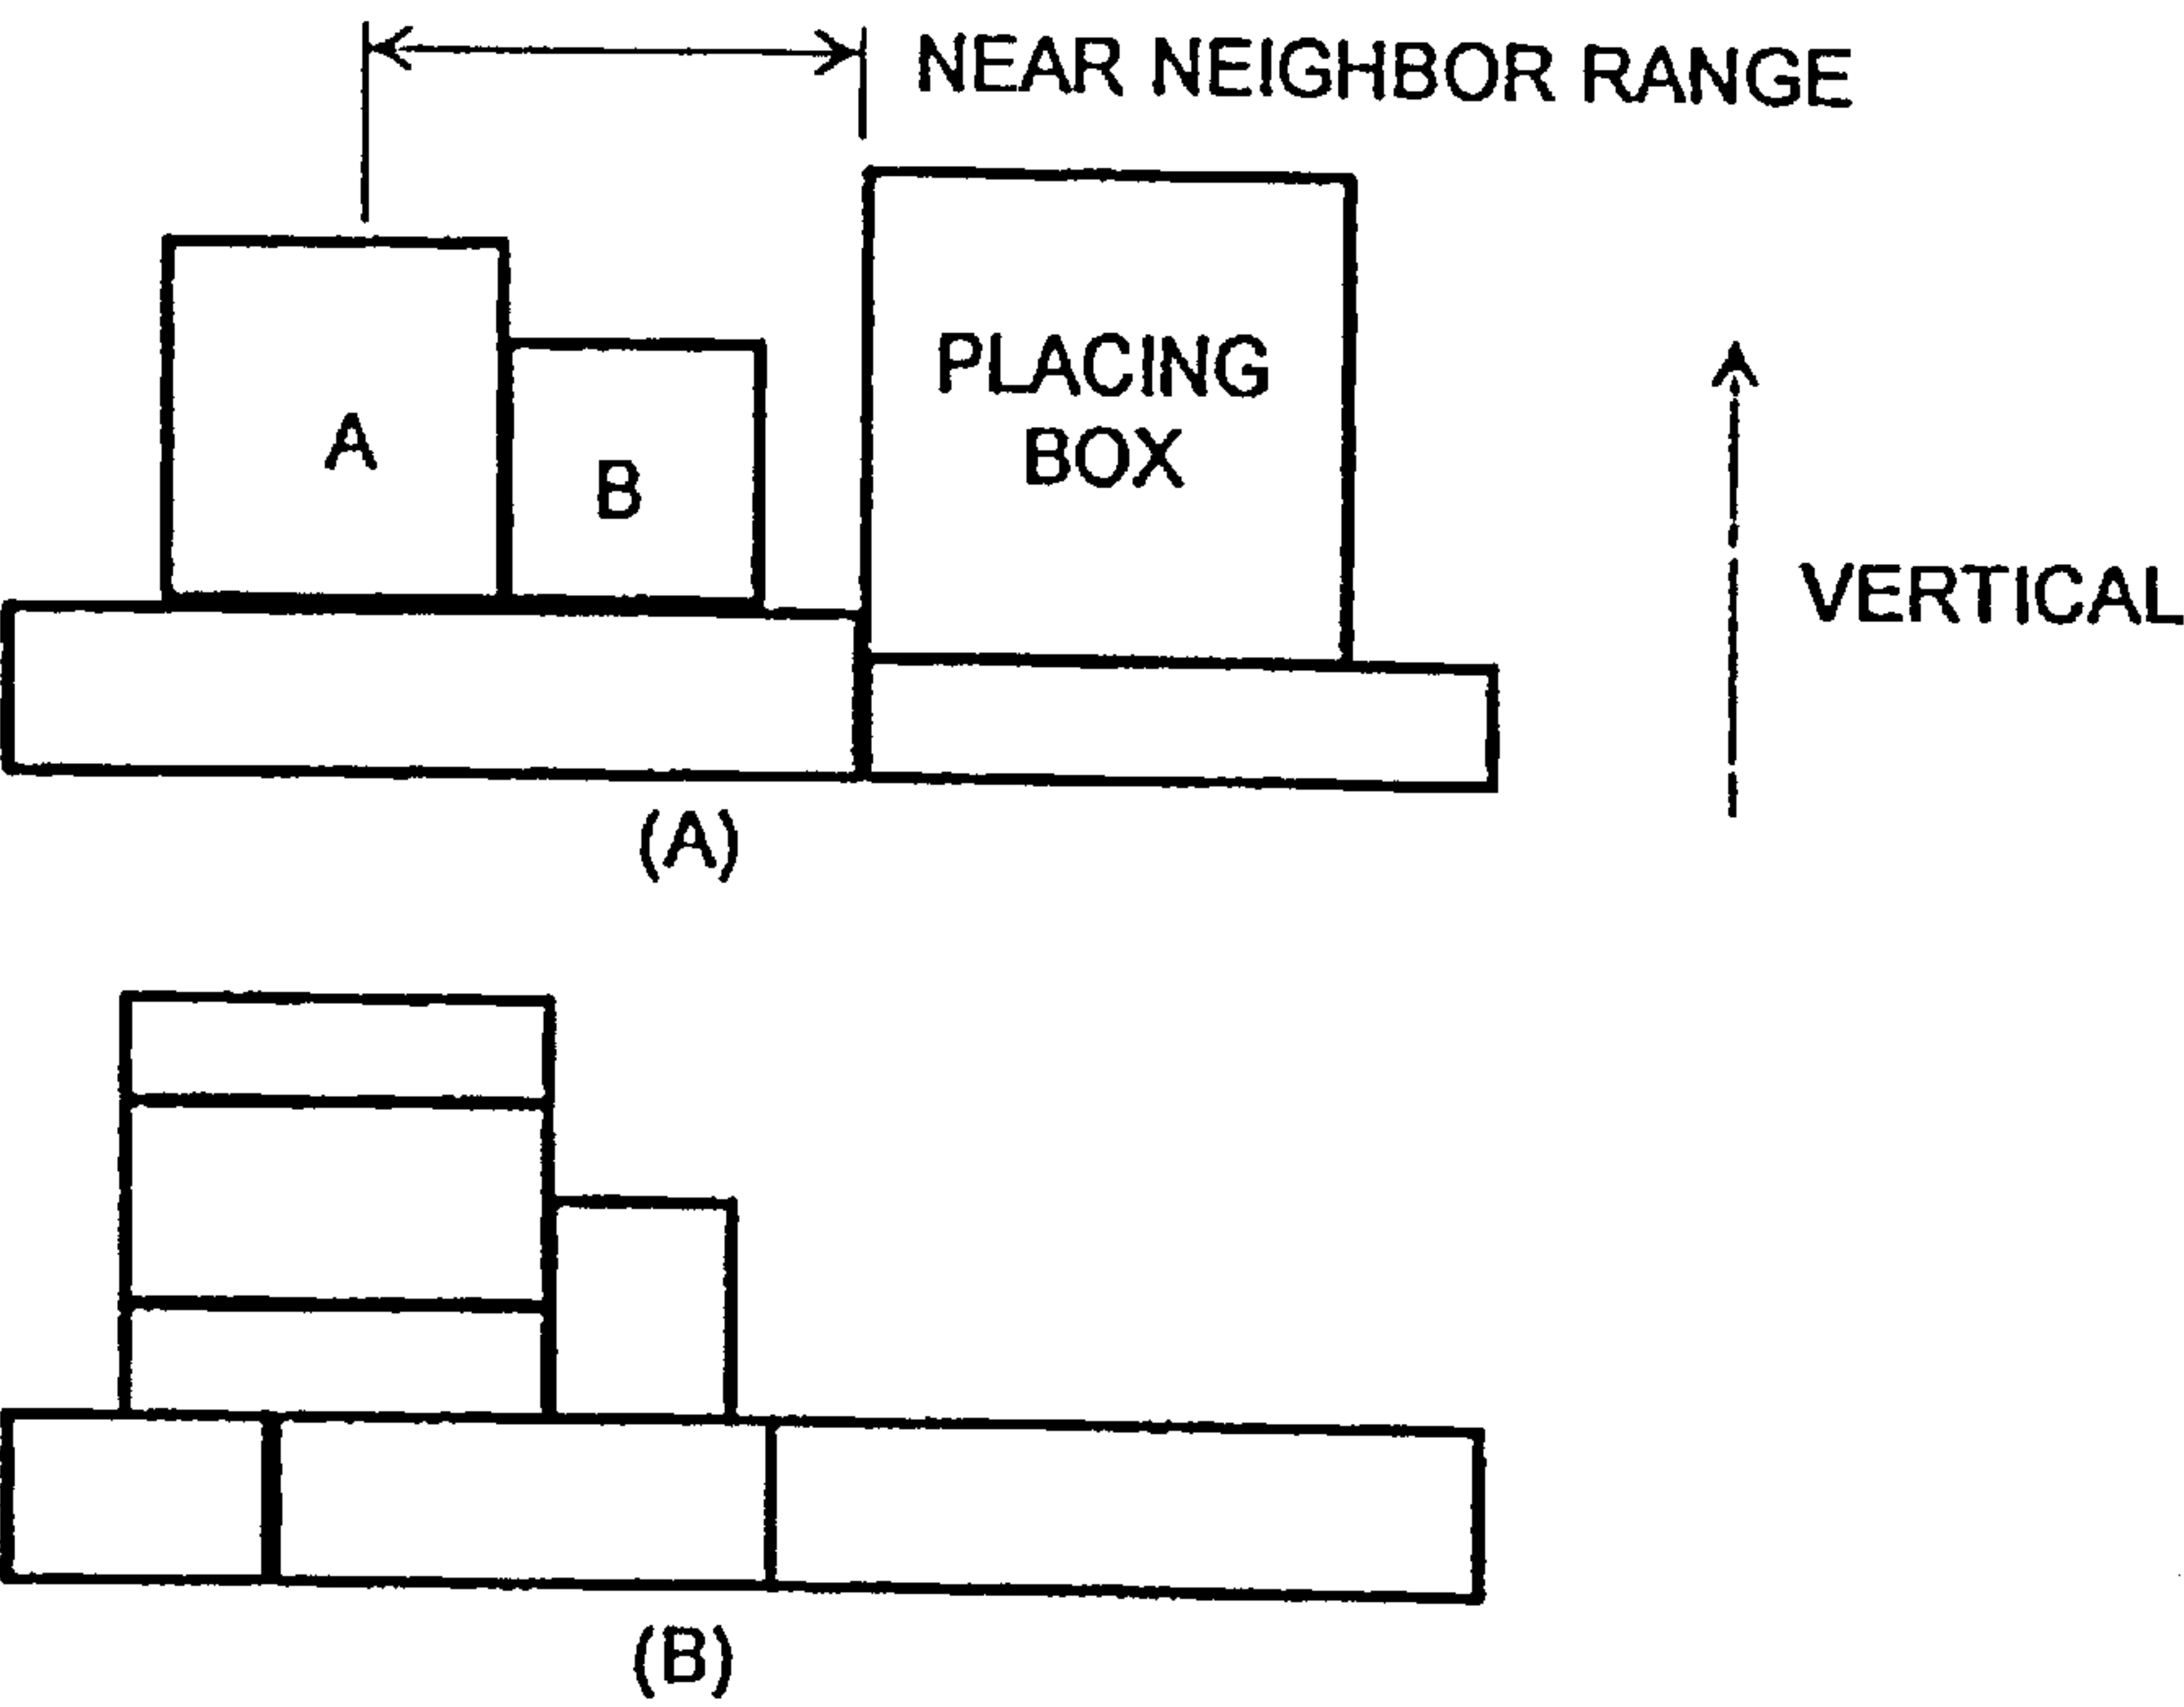 NEAR NEIGHBOR RANGE
PLACING
BOX
A
B
VERTICAL
(A)
(B)